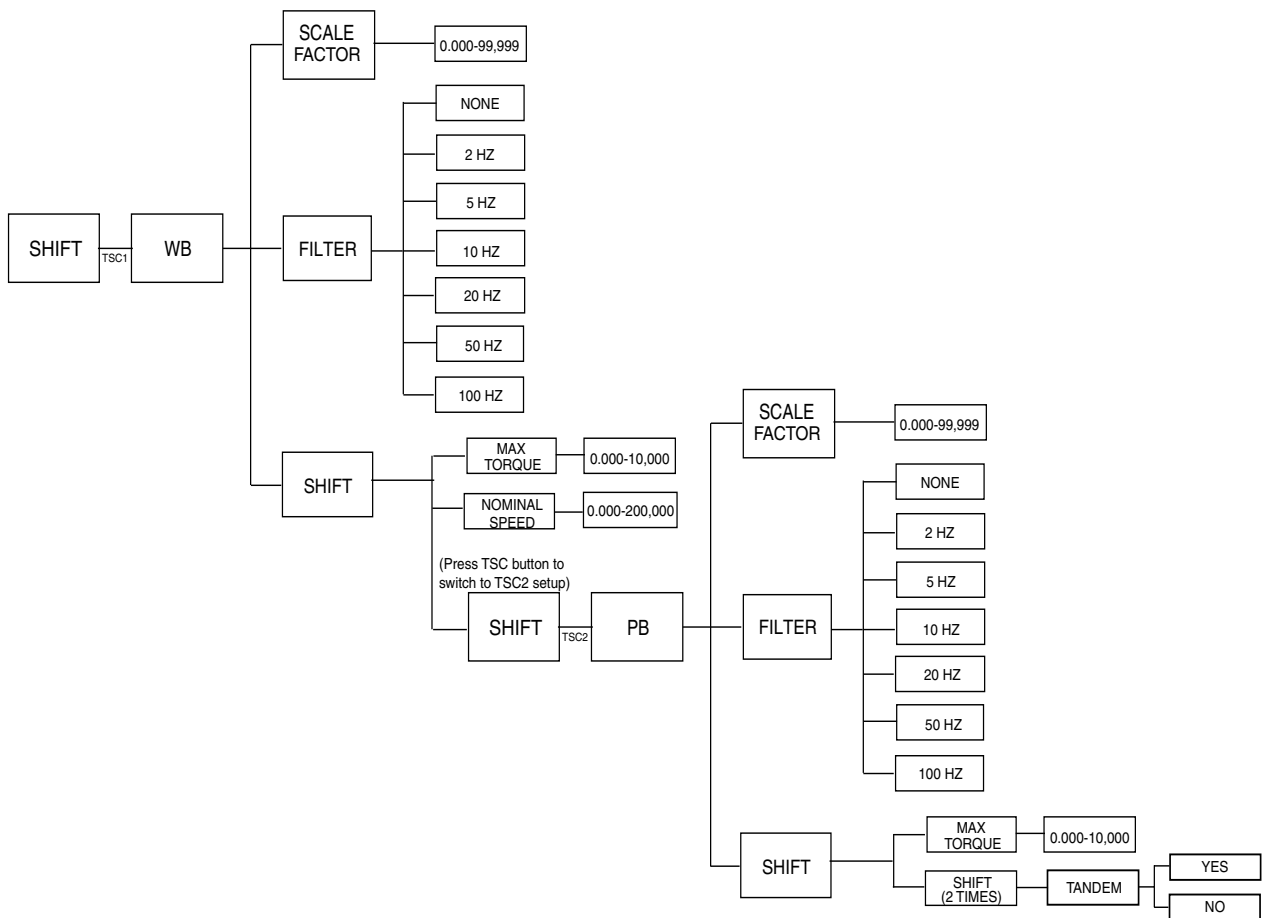 SCALE
FACTOR
0.000-99,999
NONE
2 HZ
5 HZ
SHIFT
TSC1
WB
FILTER
10 HZ
20 HZ
50 HZ
100 HZ
SHIFT
MAX
TORQUE
0.000-10,000
NOMINAL
SPEED
0.000-200,000
(Press TSC button to
switch to TSC2 setup)
SHIFT
TSC2
PB
SCALE
FACTOR
0.000-99,999
FILTER
NONE
2 HZ
5 HZ
10 HZ
20 HZ
50 HZ
100 HZ
SHIFT
MAX
TORQUE
0.000-10,000
SHIFT
(2 TIMES)
TANDEM
YES
NO